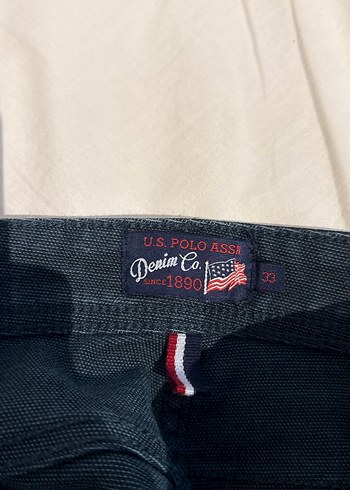 U.S. POLO ASSN
Denim Co.
SINCE 1890
33